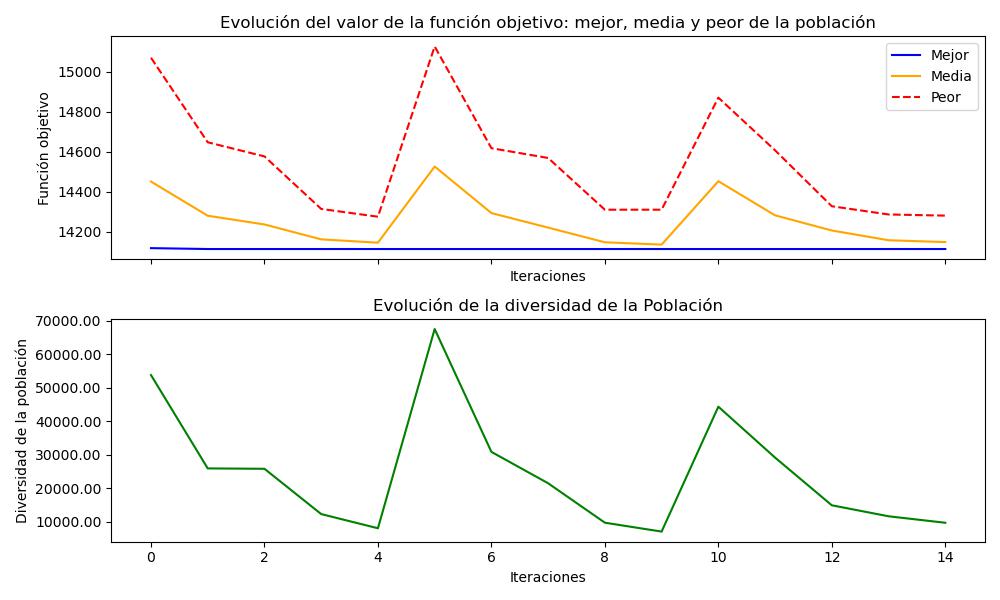 Evolución del valor de la función objetivo: mejor, media y peor de la población
Función objetivo
15000
14800
14600
14400
14200
Mejor
Media
Peor
Iteraciones
Evolución de la diversidad de la Población
Diversidad de la población
70000.00
60000.00
50000.00
40000.00
30000.00
20000.00
10000.00
0 2 4 6 8 10 12 14
Iteraciones